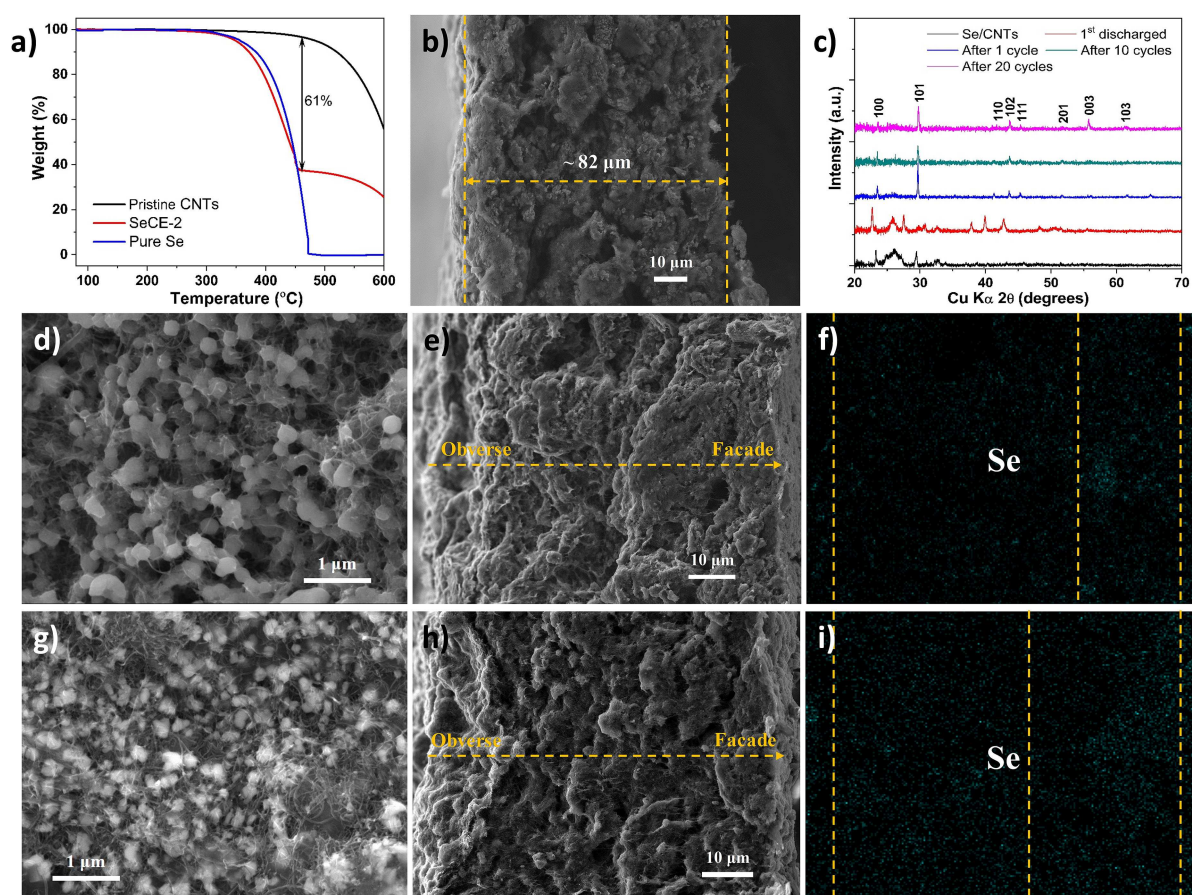 a)
100
80
60
40
20
0
Weight (%)
61%
Pristine CNTs
SeCE-2
Pure Se
100 200 300 400 500 600
Temperature (°C)
b)
~ 82 µm
10 µm
c)
Se/CNTs 1st discharged
After 1 cycle After 10 cycles
After 20 cycles
100 101 110 102 111 201 003 103
Intensity (a.u.)
20 30 40 50 60 70
Cu Kα 2θ (degrees)
d)
1 µm
e)
Obverse Facade
10 µm
f)
Se
g)
1 µm
h)
Obverse Facade
10 µm
i)
Se